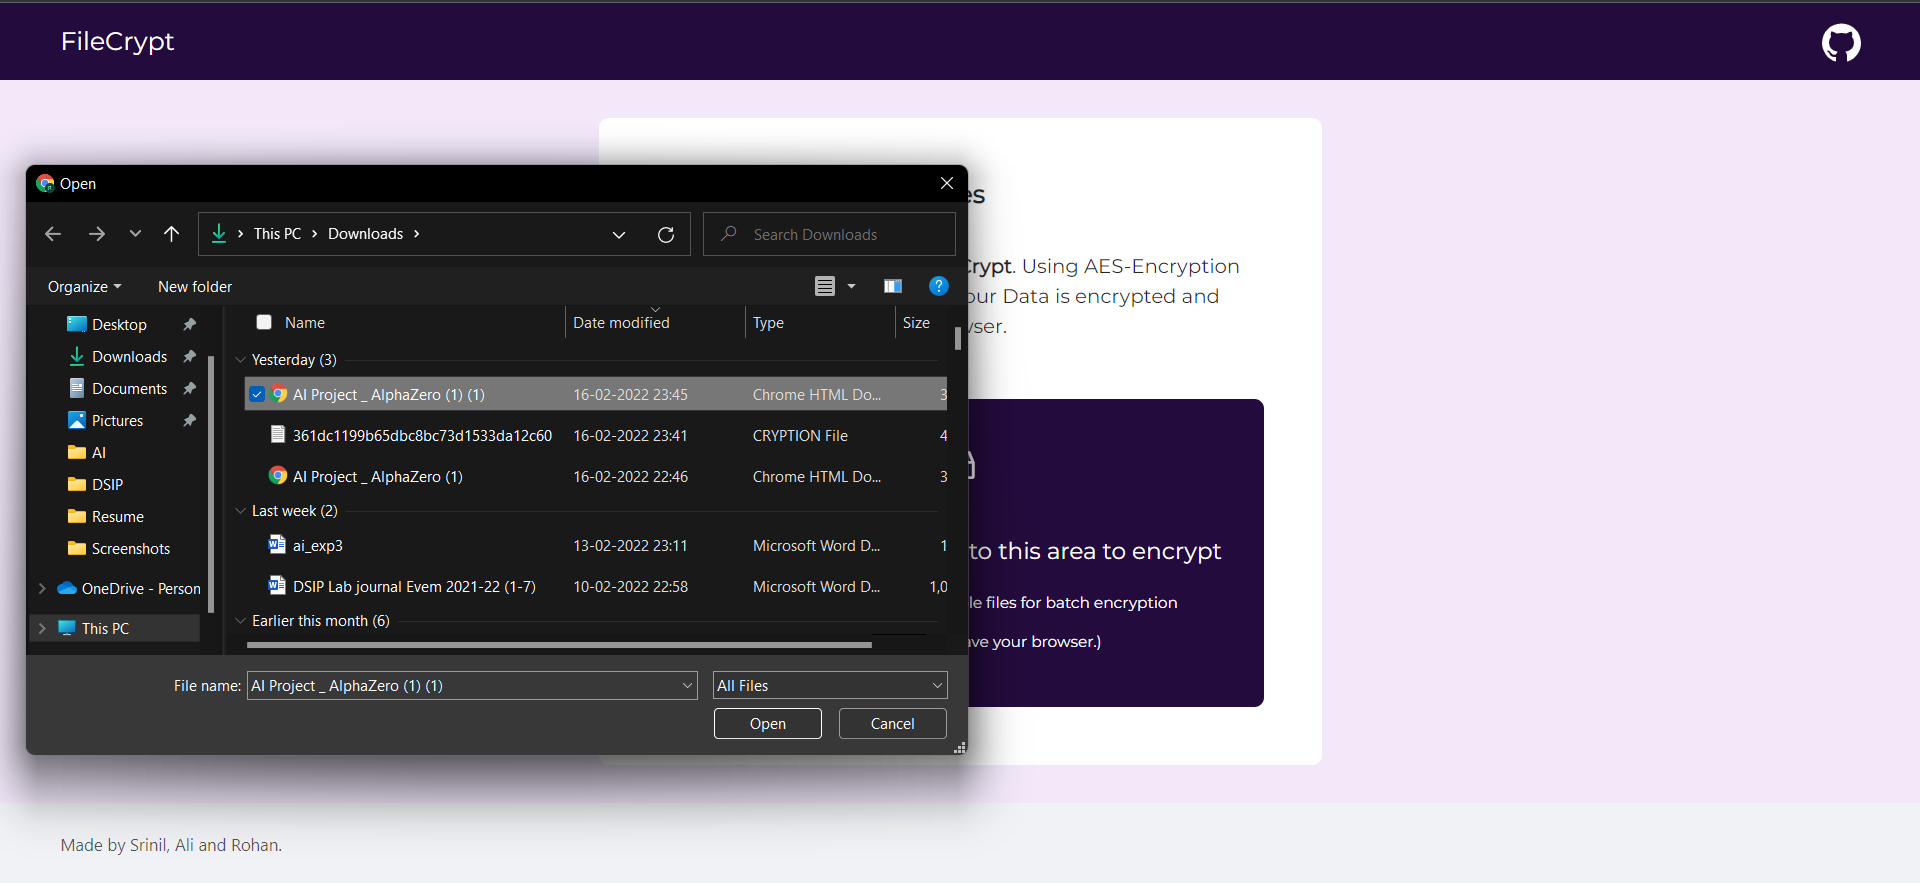 FileCrypt
Open
This PC
Downloads
Search Downloads
Organize
New folder
?
Desktop
Downloads
Documents
Pictures
AI
DSIP
Resume
Screenshots
OneDrive - Person
This PC
Name Date modified Type Size
Yesterday (3)
AI Project _ AlphaZero (1) (1) 16-02-2022 23:45 Chrome HTML Do... 3
361dc1199b65dbc8bc73d1533da12c60 16-02-2022 23:41 CRYPTION File 4
AI Project _ AlphaZero (1) 16-02-2022 22:46 Chrome HTML Do... 3
Last week (2)
ai_exp3 13-02-2022 23:11 Microsoft Word D... 1
DSIP Lab journal Evem 2021-22 (1-7) 10-02-2022 22:58 Microsoft Word D... 1,0
Earlier this month (6)
File name: AI Project _ AlphaZero (1) (1) All Files
Open Cancel
es
Crypt. Using AES-Encryption
our Data is encrypted and
wser.
to this area to encrypt
le files for batch encryption
ave your browser.)
Made by Srinil, Ali and Rohan.